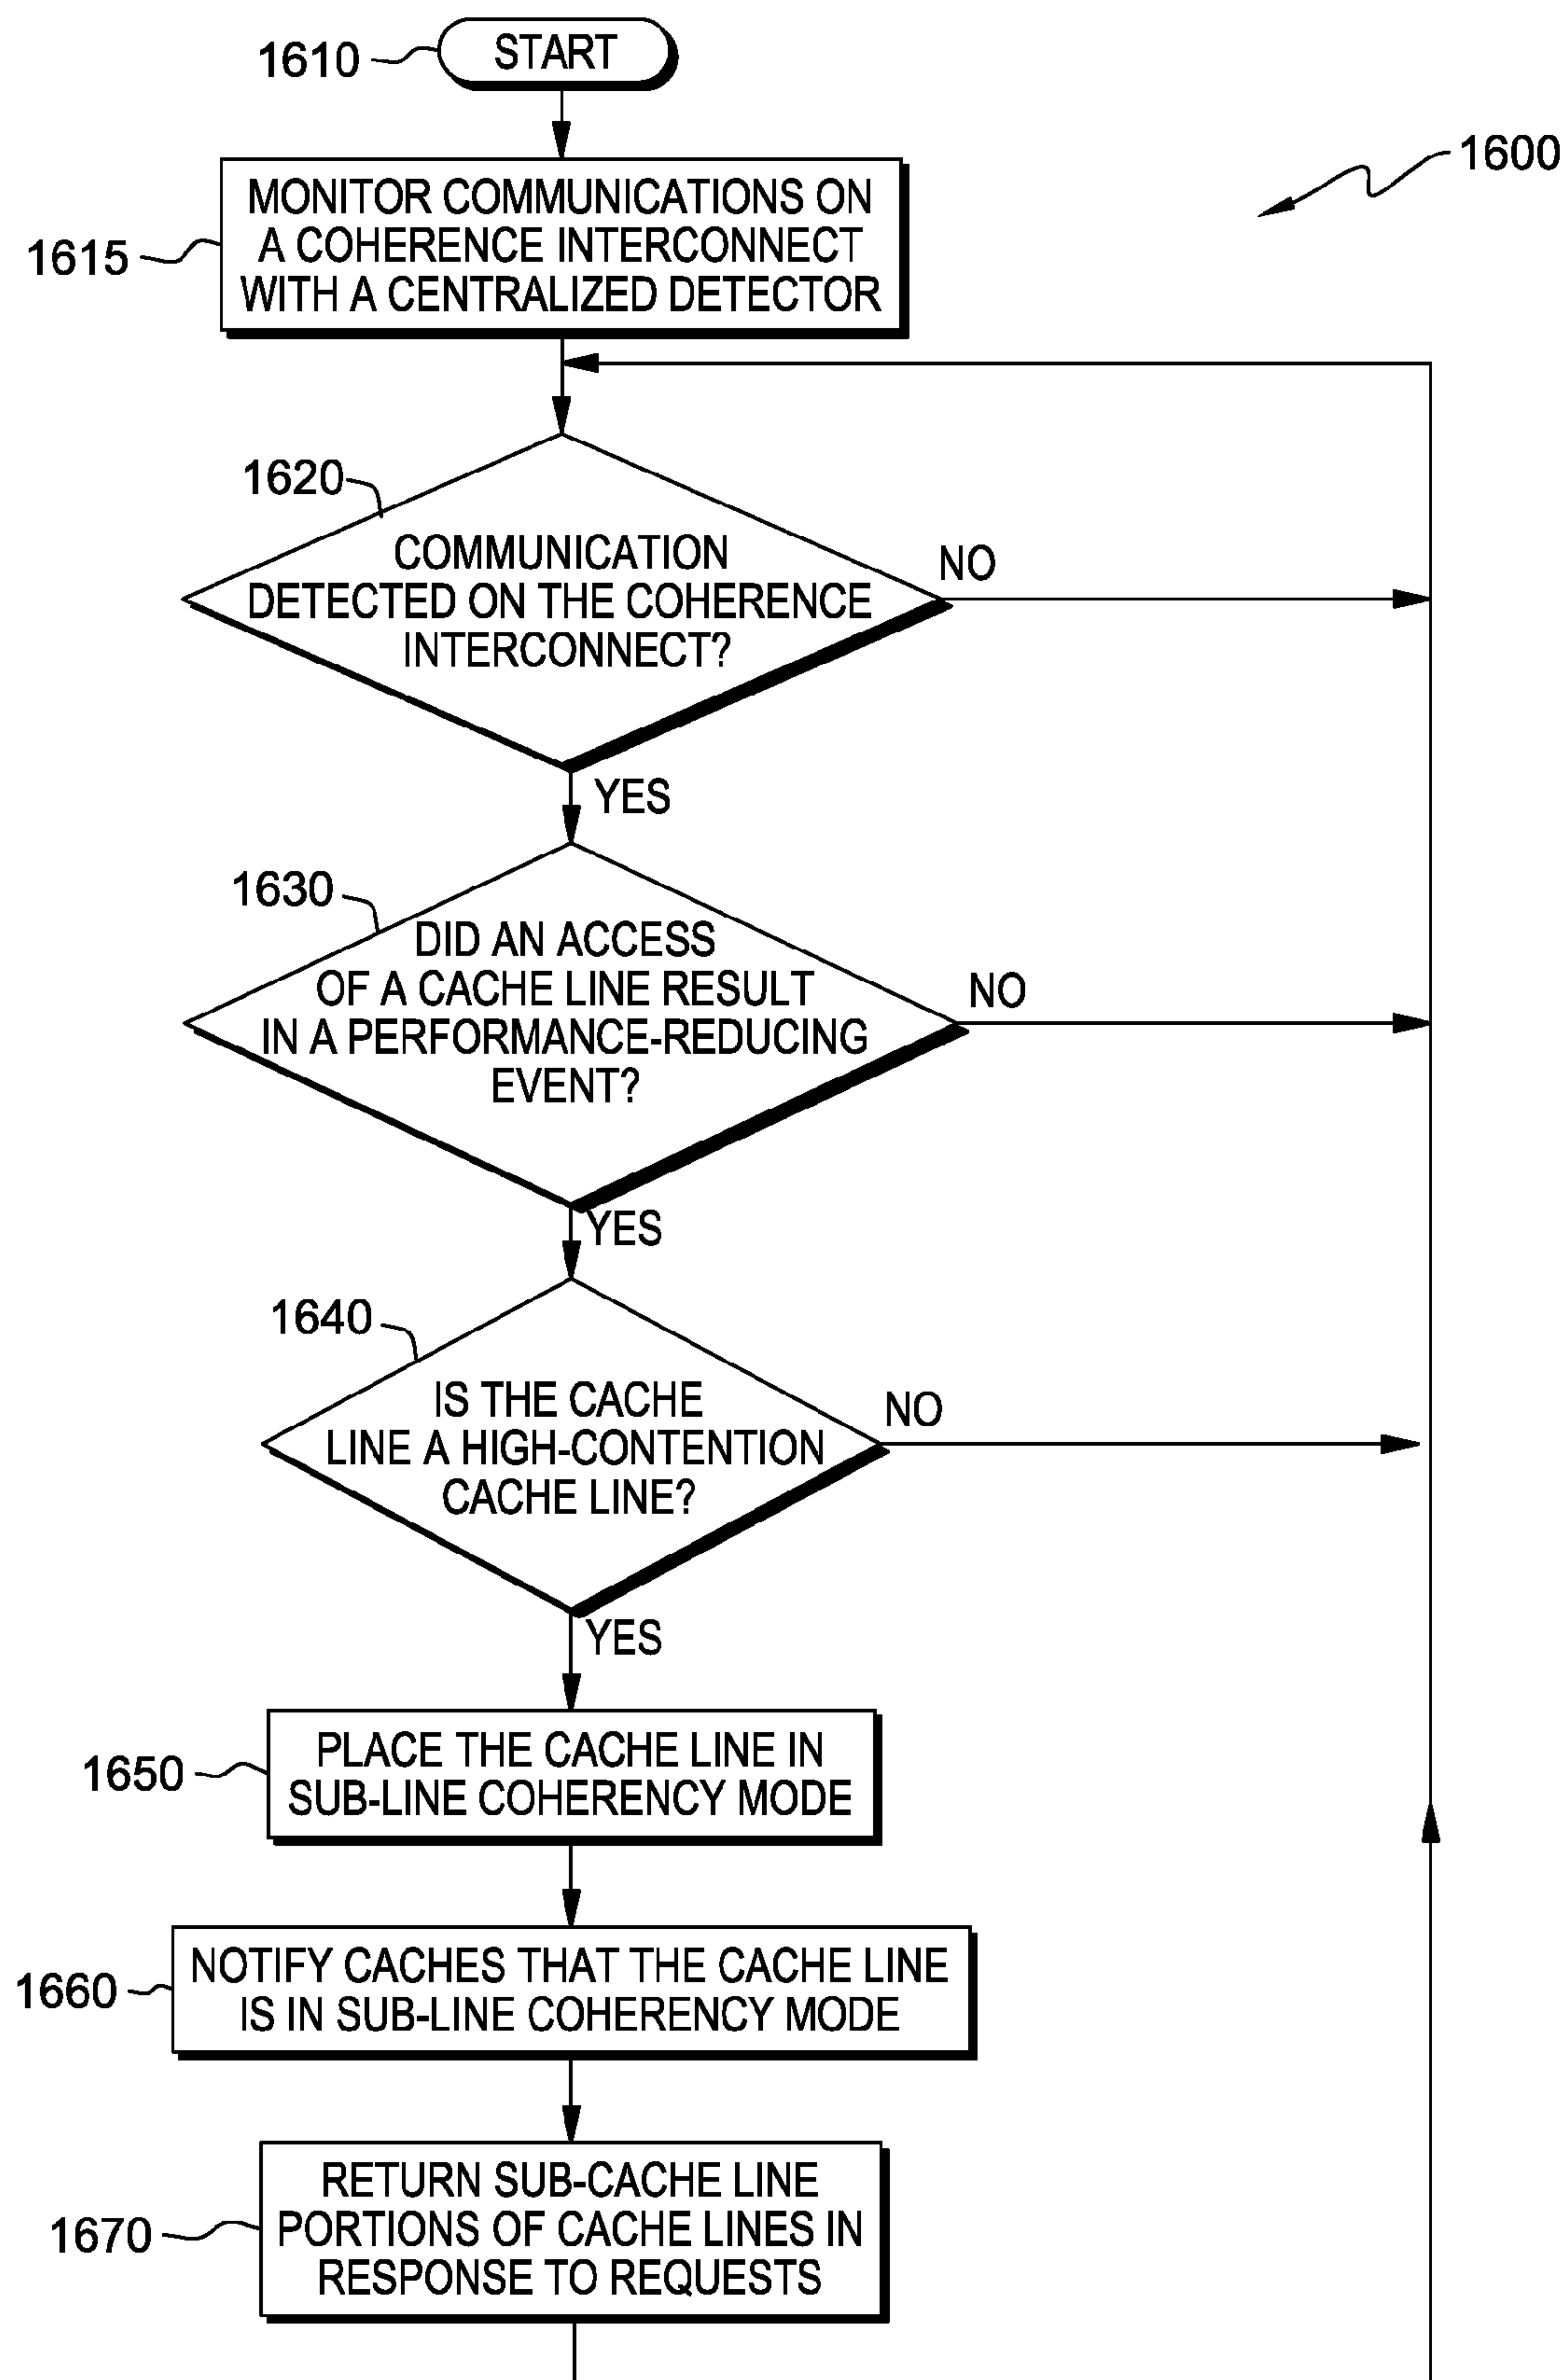 1610
START
1600
1615
MONITOR COMMUNICATIONS ON
A COHERENCE INTERCONNECT
WITH A CENTRALIZED DETECTOR
1620
COMMUNICATION
DETECTED ON THE COHERENCE
INTERCONNECT?
NO
YES
1630
DID AN ACCESS
OF A CACHE LINE RESULT
IN A PERFORMANCE-REDUCING
EVENT?
NO
YES
1640
IS THE CACHE
LINE A HIGH-CONTENTION
CACHE LINE?
NO
YES
1650
PLACE THE CACHE LINE IN
SUB-LINE COHERENCY MODE
1660
NOTIFY CACHES THAT THE CACHE LINE
IS IN SUB-LINE COHERENCY MODE
1670
RETURN SUB-CACHE LINE
PORTIONS OF CACHE LINES IN
RESPONSE TO REQUESTS